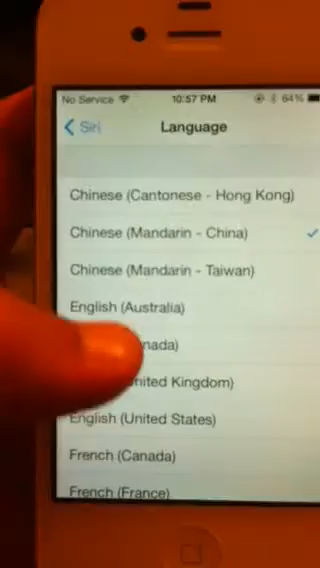 No Service 10:57 PM 64%
Siri Language
Chinese (Cantonese - Hong Kong)
Chinese (Mandarin - China)
Chinese (Mandarin - Taiwan)
English (Australia)
nada)
nited Kingdom)
English (United States)
French (Canada)
French (France)